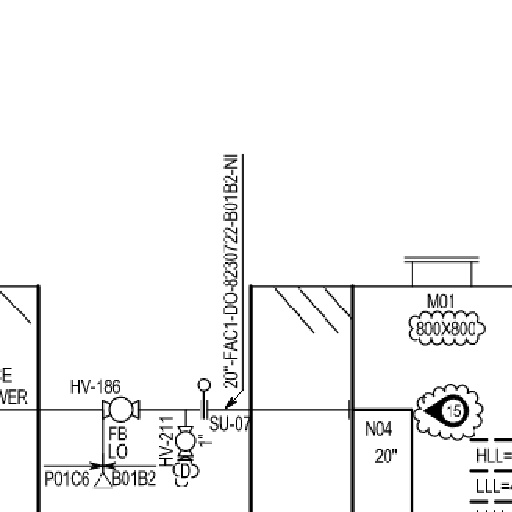 20"-FAC1-DO-8230722-B01B2-NI
M01
800X800
CE
WER
HV-186
FB
LO
HV-211
1"
D
SU-07
P01C6
B01B2
15
N04
20"
HLL=
LLL=